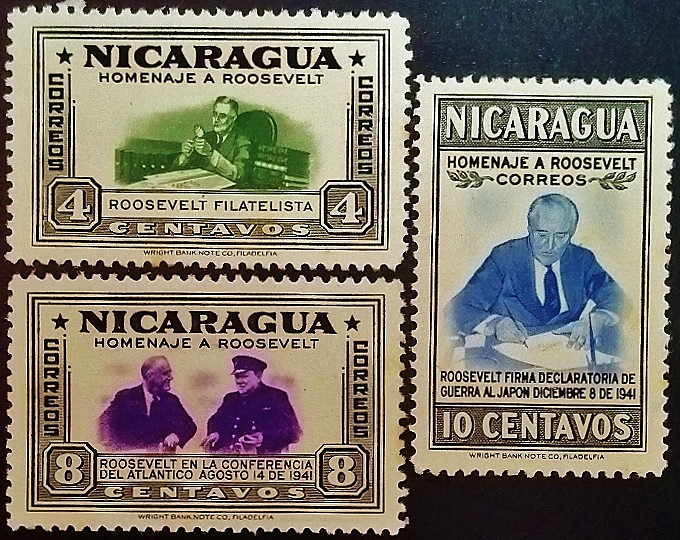 ★ NICARAGUA ★
HOMENAJE A ROOSEVELT
CORREOS
CORREOS
4 ROOSEVELT FILATELISTA 4
CENTAVOS
WRIGHT BANK NOTE CO, FILADELFIA
★ NICARAGUA ★
HOMENAJE A ROOSEVELT
CORREOS
CORREOS
8 ROOSEVELT EN LA CONFERENCIA 8
DEL ATLANTICO AGOSTO 14 DE 1941
CENTAVOS
WRIGHT BANK NOTE CO, FILADELFIA
NICARAGUA
HOMENAJE A ROOSEVELT
CORREOS
ROOSEVELT FIRMA DECLARATORIA DE
GUERRA AL JAPON DICIEMBRE 8 DE 1941
10 CENTAVOS
WRIGHT BANK NOTE CO, FILADELFIA